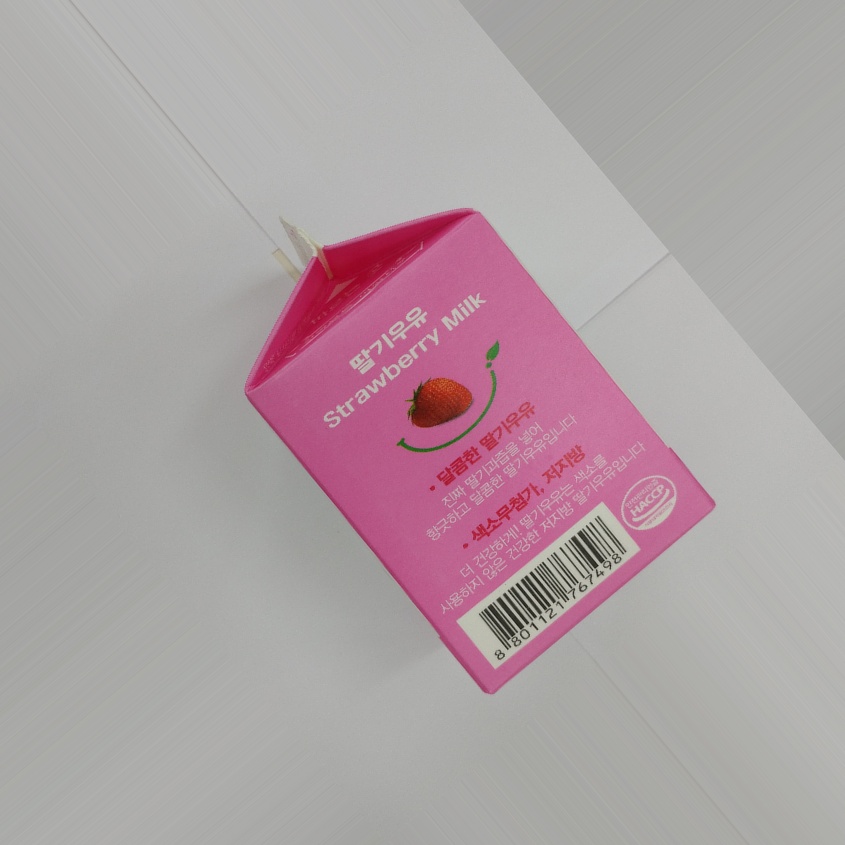 딸기우유
Strawberry Milk
• 달콤한 딸기우유
진짜 딸기과즙을 넣어
향긋하고 달콤한 딸기우유입니다
• 색소무첨가, 저지방
더 건강하게! 딸기우유는 색소를
사용하지 않은 건강한 저지방 딸기우유입니다
HACCP
8 801121 767498